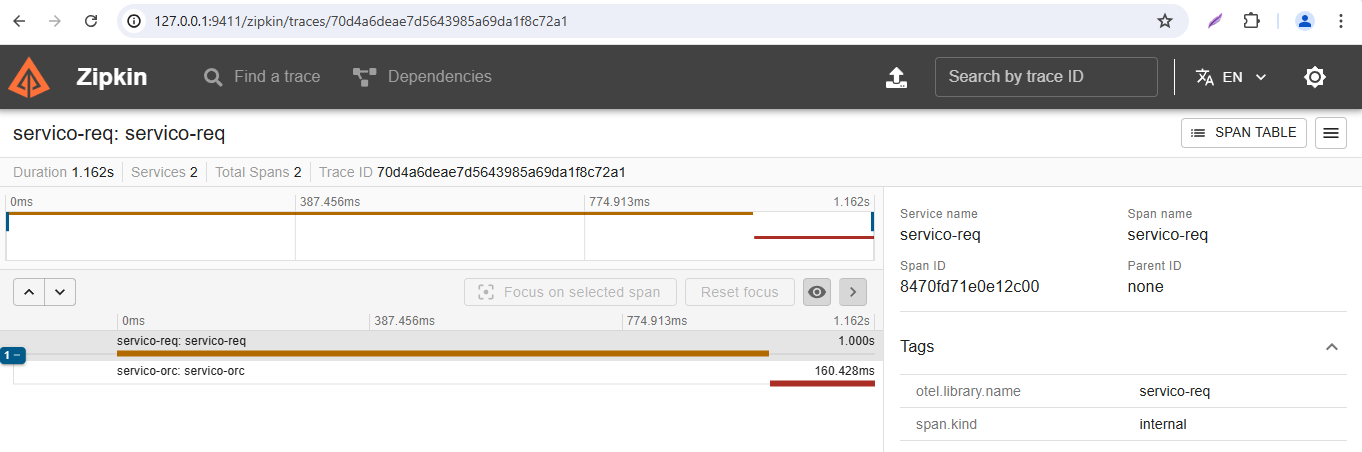 127.0.0.1:9411/zipkin/traces/70d4a6deae7d5643985a69da1f8c72a1
Zipkin Find a trace Dependencies Search by trace ID EN
servico-req: servico-req SPAN TABLE
Duration 1.162s Services 2 Total Spans 2 Trace ID 70d4a6deae7d5643985a69da1f8c72a1
0ms 387.456ms 774.913ms 1.162s
Service name Span name
servico-req servico-req
Span ID Parent ID
8470fd71e0e12c00 none
Focus on selected span Reset focus
0ms 387.456ms 774.913ms 1.162s
servico-req: servico-req 1.000s
1 −
servico-orc: servico-orc 160.428ms
Tags
otel.library.name servico-req
span.kind internal